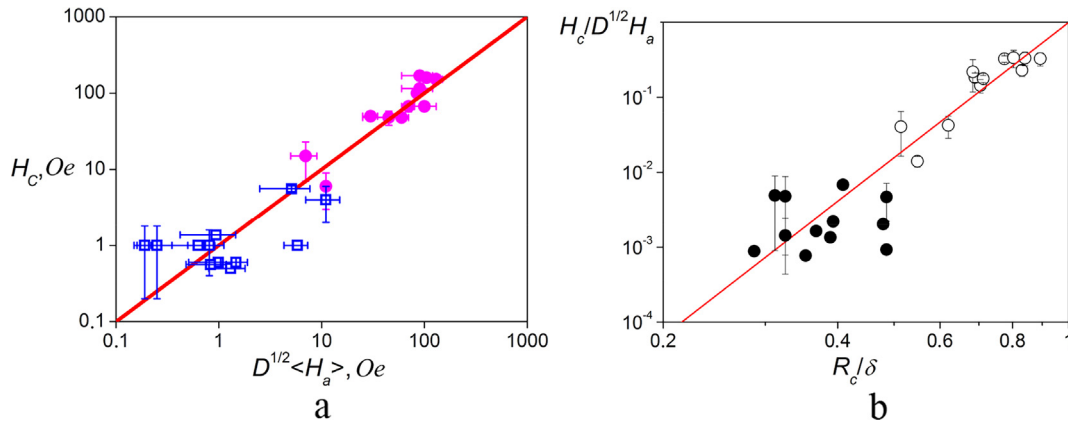 1000
100
10
1
0.1
H_C, Oe
0.1 1 10 100 1000
D^{1/2}<H_a>, Oe
a
H_c/D^{1/2}H_a
10^{-1}
10^{-2}
10^{-3}
10^{-4}
0.2 0.4 0.6 0.8 1
R_c/δ
b